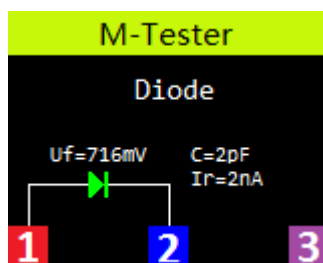 M-Tester
Diode
Uf=716mV C=2pF
Ir=2nA
1 2 3